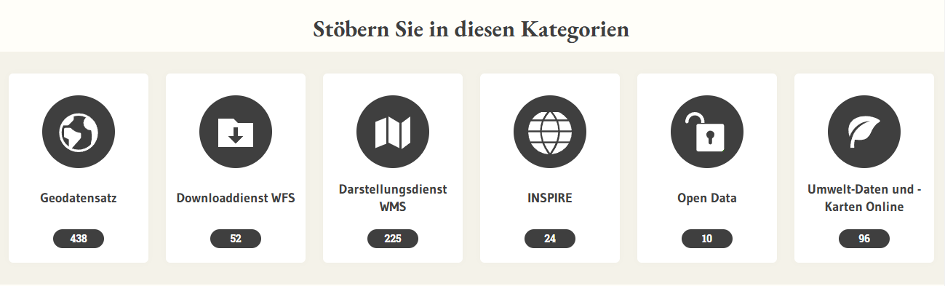 Stöbern Sie in diesen Kategorien
Geodatensatz
438
Downloaddienst WFS
52
Darstellungsdienst
WMS
225
INSPIRE
24
Open Data
10
Umwelt-Daten und -
Karten Online
96